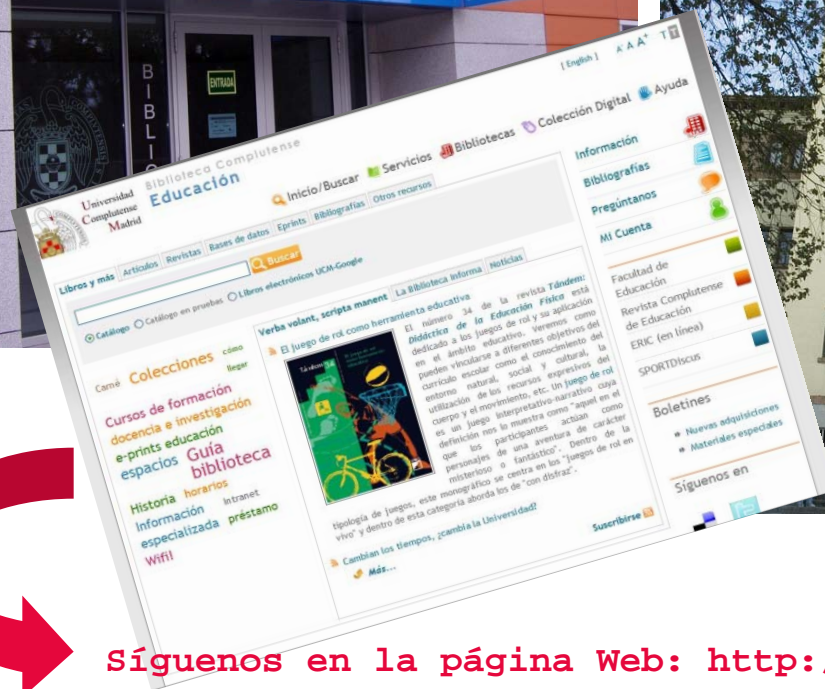 BIBLIO
ENTRADA
[ English ] A A A+ T T
Universidad
Complutense
Madrid
Biblioteca Complutense
Educación
Inicio/Buscar Servicios Bibliotecas Colección Digital Ayuda
Libros y más Artículos Revistas Bases de datos Eprints Bibliografías Otros recursos
Buscar
Catálogo Catálogo en pruebas Libros electrónicos UCM-Google
Carné Colecciones cómo
llegar
Cursos de formación
docencia e investigación
e-prints educación
espacios Guía
biblioteca
Historia horarios
Información Intranet
especializada préstamo
Wifi!
Verba volant, scripta manent La Biblioteca Informa Noticias
El juego de rol como herramienta educativa
Tándem 34
El número 34 de la revista Tándem:
Didáctica de la Educación Física está
dedicado a los juegos de rol y su aplicación
en el ámbito educativo. Veremos como
pueden vincularse a diferentes objetivos del
currículo escolar como el conocimiento del
entorno natural, social y cultural, la
utilización de los recursos expresivos del
cuerpo y el movimiento, etc. Un juego de rol
es un juego interpretativo-narrativo cuya
definición nos lo muestra como "aquel en el
que los participantes actúan como
personajes de una aventura de carácter
misterioso o fantástico". Dentro de la
tipología de juegos, este monográfico se centra en los "juegos de rol en
vivo" y dentro de esta categoría aborda los de "con disfraz".
Suscribirse
Cambian los tiempos, ¿cambia la Universidad?
Más...
Información
Bibliografías
Pregúntanos
Mi Cuenta
Facultad de
Educación
Revista Complutense
de Educación
ERIC (en línea)
SPORTDiscus
Boletines
Nuevas adquisiciones
Materiales especiales
Síguenos en
Síguenos en la página Web: http:/